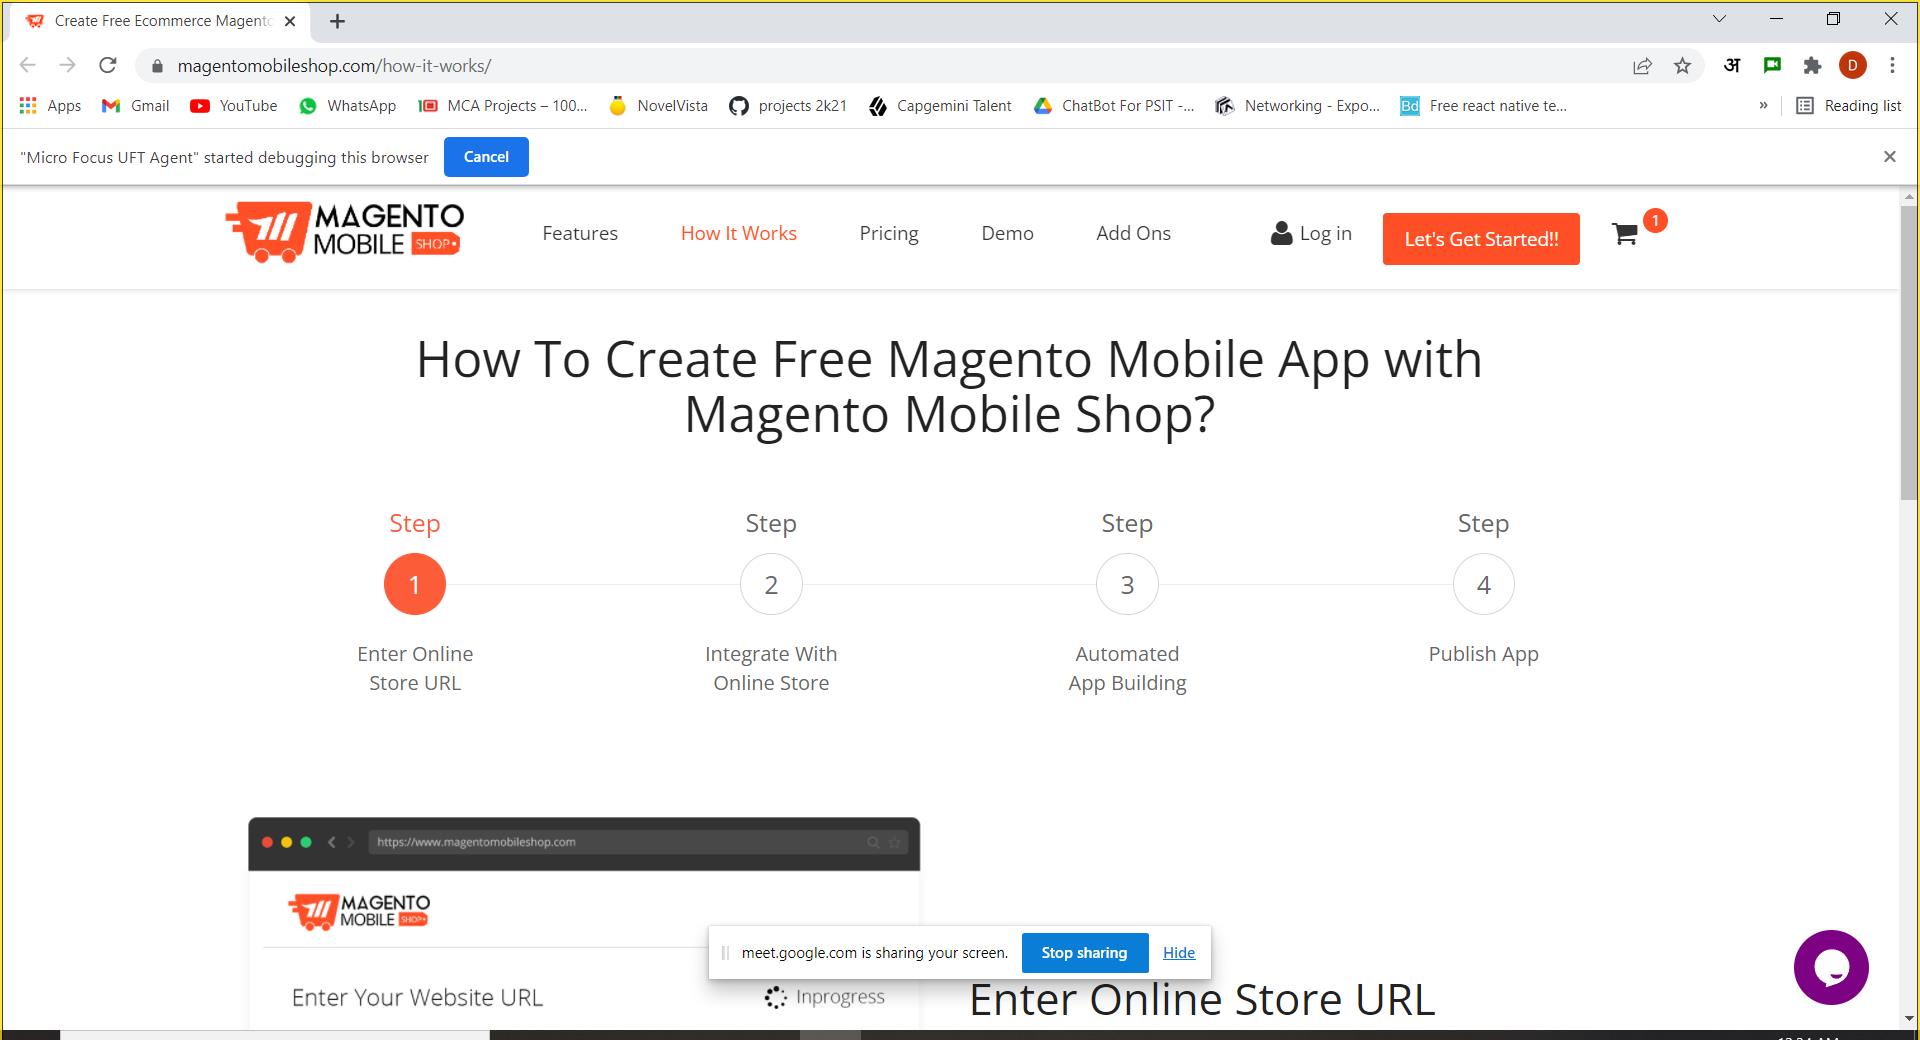 Create Free Ecommerce Magento
magentomobileshop.com/how-it-works/
अ
D
Apps
Gmail
YouTube
WhatsApp
MCA Projects – 100...
NovelVista
projects 2k21
Capgemini Talent
ChatBot For PSIT -...
Networking - Expo...
Bd
Free react native te...
»
Reading list
"Micro Focus UFT Agent" started debugging this browser
Cancel
MAGENTO
MOBILE SHOP
Features
How It Works
Pricing
Demo
Add Ons
Log in
Let's Get Started!!
1
How To Create Free Magento Mobile App with
Magento Mobile Shop?
Step
Step
Step
Step
1
2
3
4
Enter Online
Store URL
Integrate With
Online Store
Automated
App Building
Publish App
https://www.magentomobileshop.com
MAGENTO
MOBILE SHOP
meet.google.com is sharing your screen.
Stop sharing
Hide
Enter Your Website URL
Inprogress
Enter Online Store URL